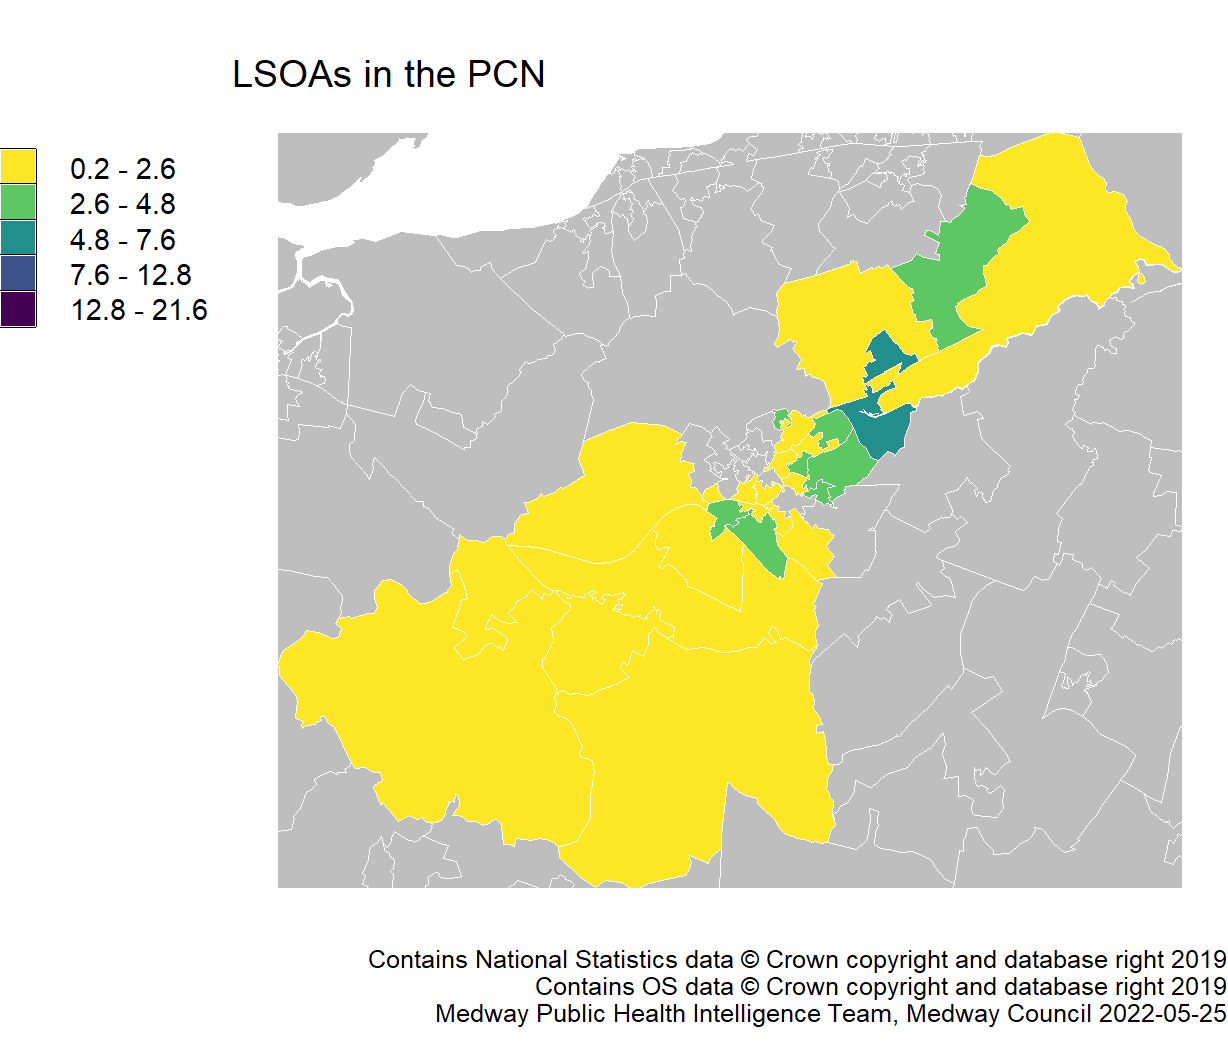 LSOAs in the PCN
0.2 - 2.6
2.6 - 4.8
4.8 - 7.6
7.6 - 12.8
12.8 - 21.6
Contains National Statistics data © Crown copyright and database right 2019
Contains OS data © Crown copyright and database right 2019
Medway Public Health Intelligence Team, Medway Council 2022-05-25